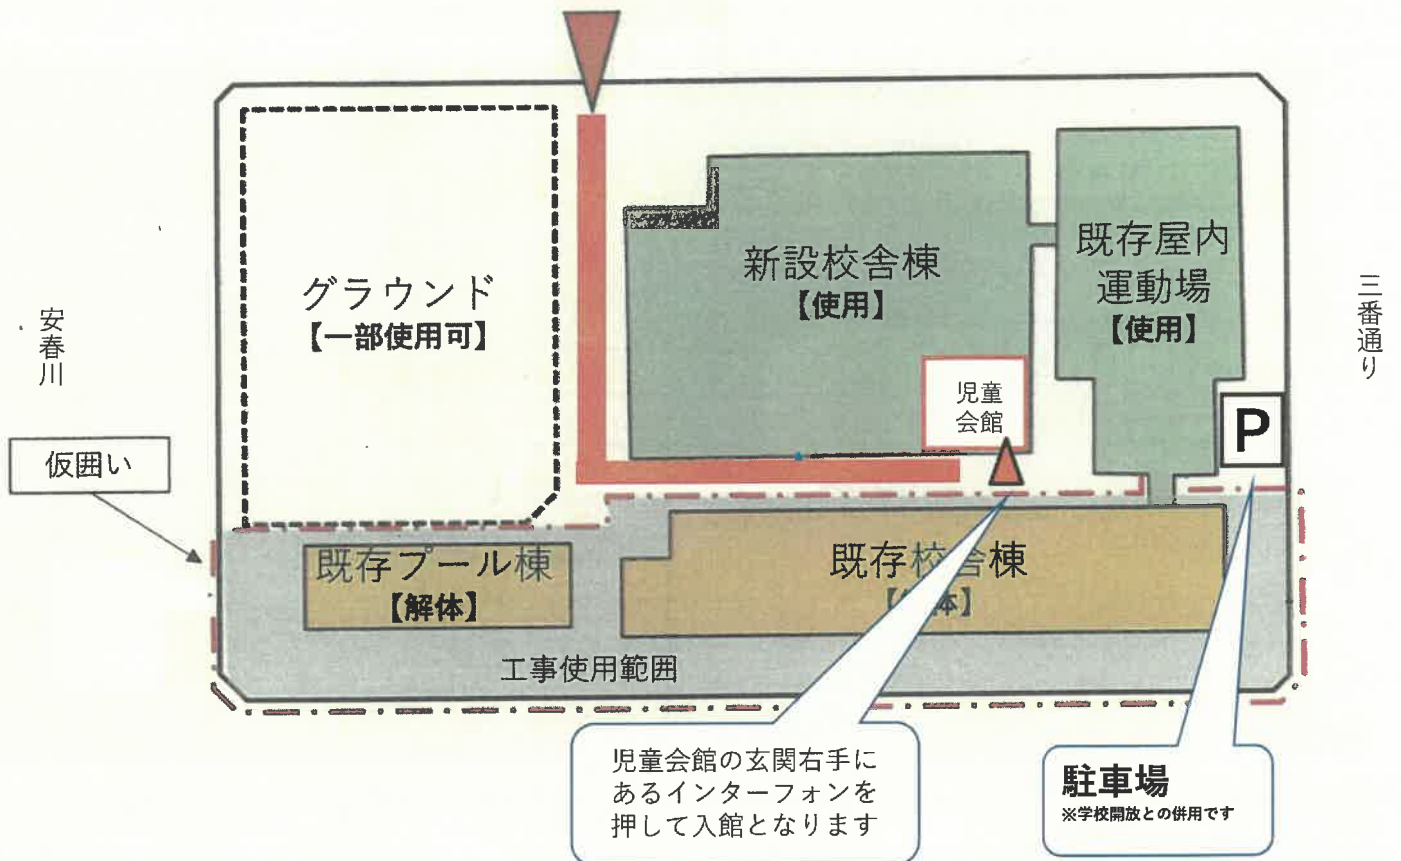 グラウンド
【一部使用可】
新設校舎棟
【使用】
既存屋内
運動場
【使用】
児童
会館
P
安春川
三番通り
仮囲い
既存プール棟
【解体】
既存校舎棟
【解体】
工事使用範囲
児童会館の玄関右手に
あるインターフォンを
押して入館となります
駐車場
※学校開放との併用です